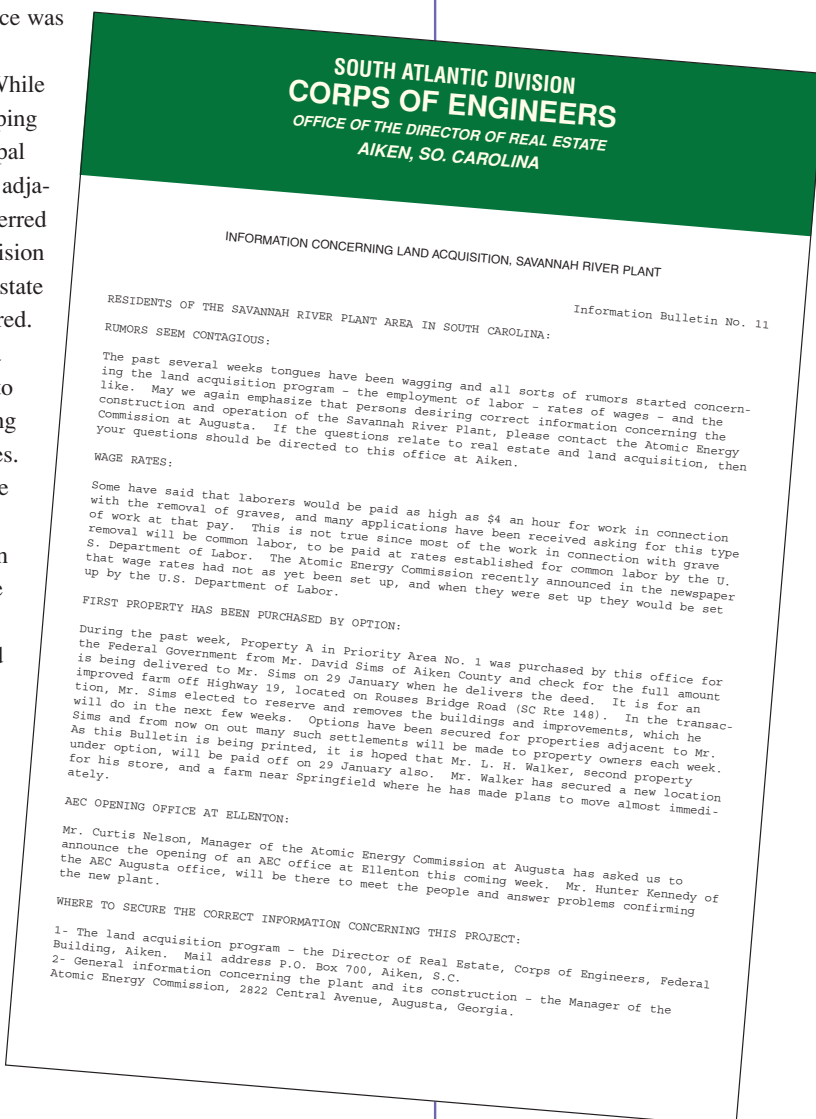 ce was
While
ping
pal
adja-
erred
ision
state
red.
to
ng
es.
e
n
e
d
SOUTH ATLANTIC DIVISION
CORPS OF ENGINEERS
OFFICE OF THE DIRECTOR OF REAL ESTATE
AIKEN, SO. CAROLINA
INFORMATION CONCERNING LAND ACQUISITION, SAVANNAH RIVER PLANT
Information Bulletin No. 11
RESIDENTS OF THE SAVANNAH RIVER PLANT AREA IN SOUTH CAROLINA:
RUMORS SEEM CONTAGIOUS:
The past several weeks tongues have been wagging and all sorts of rumors started concern-
ing the land acquisition program - the employment of labor - rates of wages - and the
like. May we again emphasize that persons desiring correct information concerning the
construction and operation of the Savannah River Plant, please contact the Atomic Energy
Commission at Augusta. If the questions relate to real estate and land acquisition, then
your questions should be directed to this office at Aiken.
WAGE RATES:
Some have said that laborers would be paid as high as $4 an hour for work in connection
with the removal of graves, and many applications have been received asking for this type
of work at that pay. This is not true since most of the work in connection with grave
removal will be common labor, to be paid at rates established for common labor by the U.
S. Department of Labor. The Atomic Energy Commission recently announced in the newspaper
that wage rates had not as yet been set up, and when they were set up they would be set
up by the U.S. Department of Labor.
FIRST PROPERTY HAS BEEN PURCHASED BY OPTION:
During the past week, Property A in Priority Area No. 1 was purchased by this office for
the Federal Government from Mr. David Sims of Aiken County and check for the full amount
is being delivered to Mr. Sims on 29 January when he delivers the deed. It is for an
improved farm off Highway 19, located on Rouses Bridge Road (SC Rte 148). In the transac-
tion, Mr. Sims elected to reserve and removes the buildings and improvements, which he
will do in the next few weeks. Options have been secured for properties adjacent to Mr.
Sims and from now on out many such settlements will be made to property owners each week.
As this Bulletin is being printed, it is hoped that Mr. L. H. Walker, second property
under option, will be paid off on 29 January also. Mr. Walker has secured a new location
for his store, and a farm near Springfield where he has made plans to move almost immedi-
ately.
AEC OPENING OFFICE AT ELLENTON:
Mr. Curtis Nelson, Manager of the Atomic Energy Commission at Augusta has asked us to
announce the opening of an AEC office at Ellenton this coming week. Mr. Hunter Kennedy of
the AEC Augusta office, will be there to meet the people and answer problems confirming
the new plant.
WHERE TO SECURE THE CORRECT INFORMATION CONCERNING THIS PROJECT:
1- The land acquisition program - the Director of Real Estate, Corps of Engineers, Federal
Building, Aiken. Mail address P.O. Box 700, Aiken, S.C.
2- General information concerning the plant and its construction - the Manager of the
Atomic Energy Commission, 2822 Central Avenue, Augusta, Georgia.